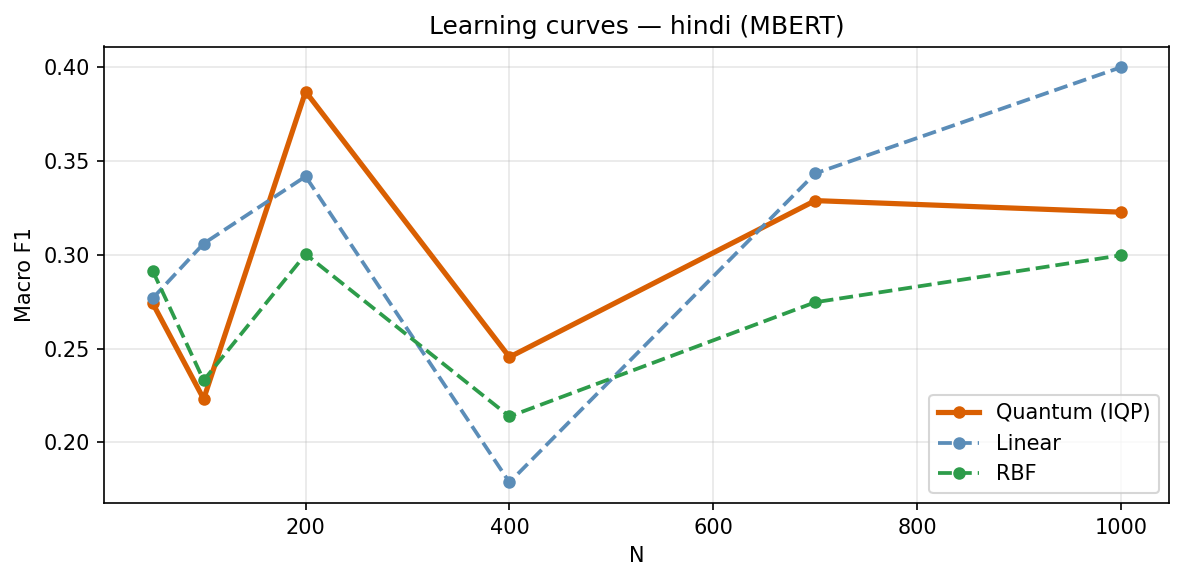 Learning curves — hindi (MBERT)
Macro F1
0.40
0.35
0.30
0.25
0.20
200
400
600
800
1000
N
Quantum (IQP)
Linear
RBF